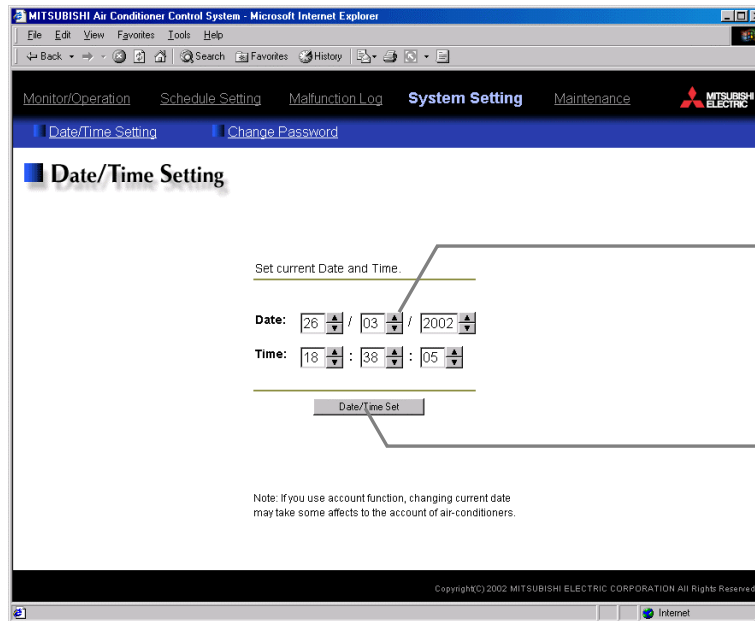 MITSUBISHI Air Conditioner Control System - Microsoft Internet Explorer
File Edit View Favorites Tools Help
Back Search Favorites History
Monitor/Operation Schedule Setting Malfunction Log System Setting Maintenance MITSUBISHI ELECTRIC
Date/Time Setting Change Password
Date/Time Setting
Set current Date and Time.
Date: 26 / 03 / 2002
Time: 18 : 38 : 05
Date/Time Set
Note: If you use account function, changing current date
may take some affects to the account of air-conditioners.
Copyright(C) 2002 MITSUBISHI ELECTRIC CORPORATION All Rights Reserved
Internet